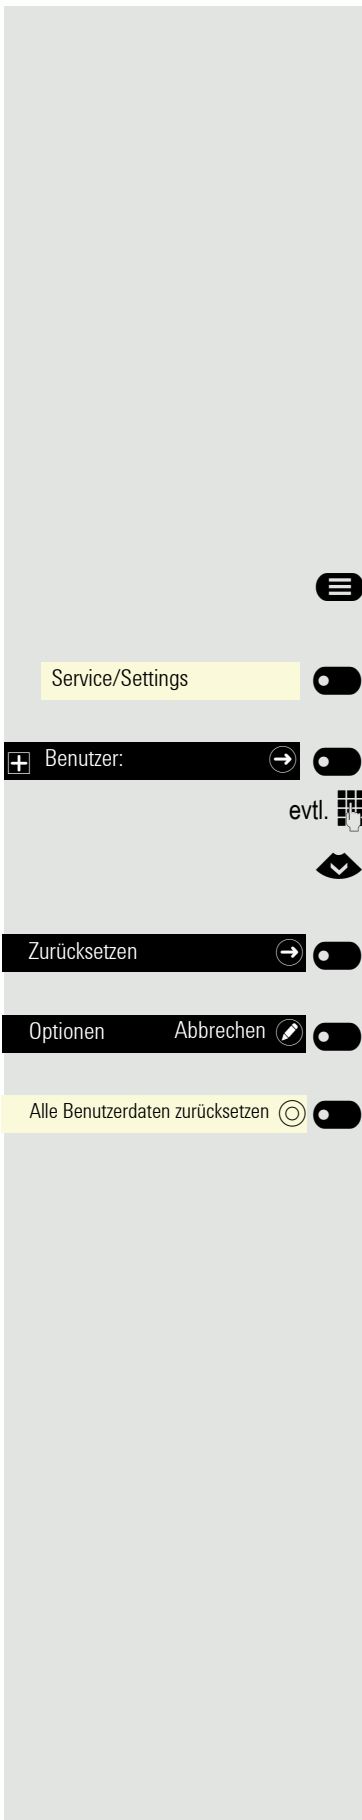 Service/Settings
Benutzer:
evtl.
Zurücksetzen
Optionen Abbrechen
Alle Benutzerdaten zurücksetzen